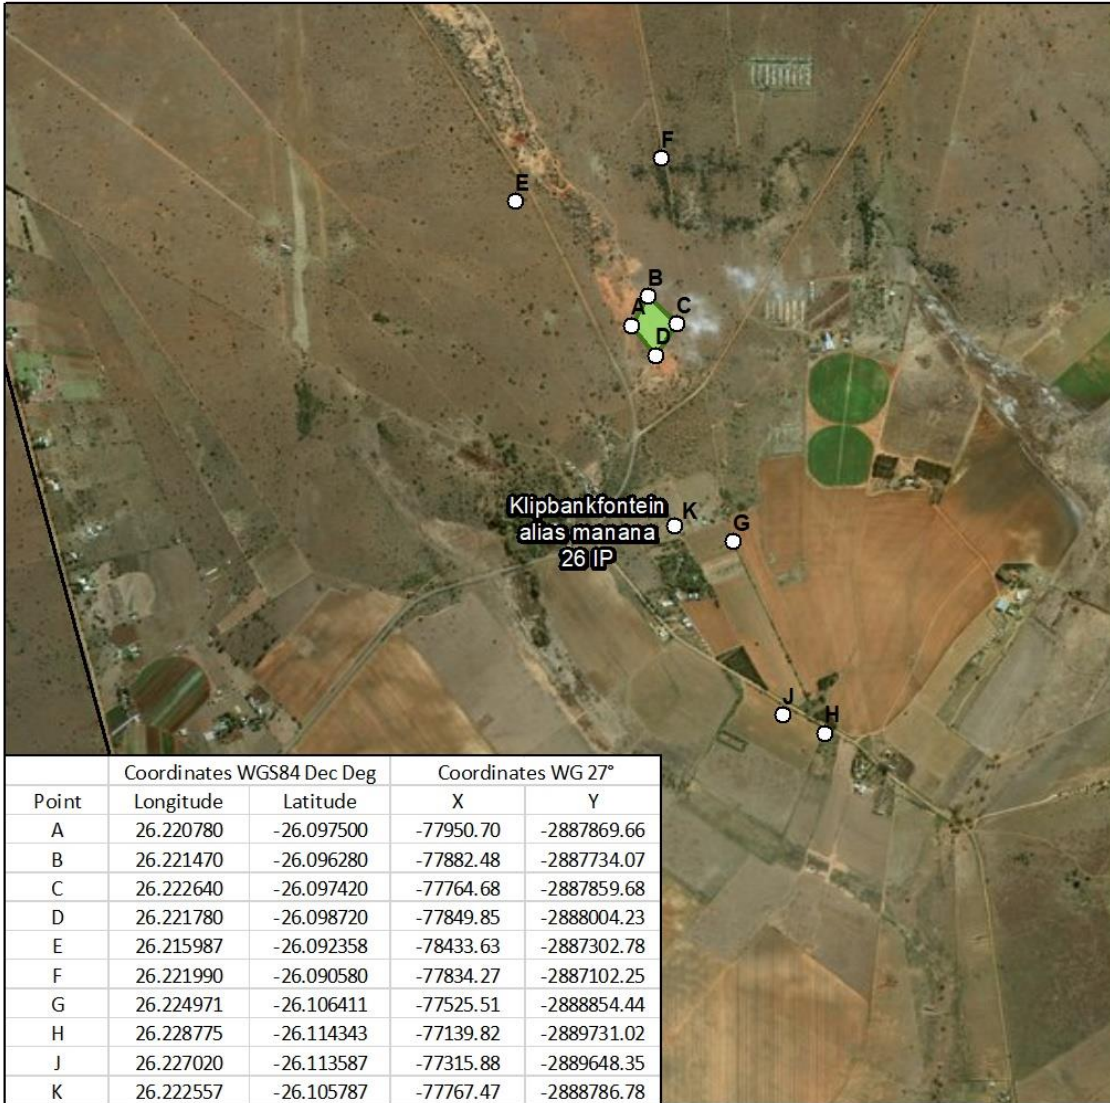 F
E
B
A
C
D
Klipbankfontein
alias manana
26 IP
K
G
J
H
Coordinates WGS84 Dec Deg Coordinates WG 27°
Point Longitude Latitude X Y
A 26.220780 -26.097500 -77950.70 -2887869.66
B 26.221470 -26.096280 -77882.48 -2887734.07
C 26.222640 -26.097420 -77764.68 -2887859.68
D 26.221780 -26.098720 -77849.85 -2888004.23
E 26.215987 -26.092358 -78433.63 -2887302.78
F 26.221990 -26.090580 -77834.27 -2887102.25
G 26.224971 -26.106411 -77525.51 -2888854.44
H 26.228775 -26.114343 -77139.82 -2889731.02
J 26.227020 -26.113587 -77315.88 -2889648.35
K 26.222557 -26.105787 -77767.47 -2888786.78